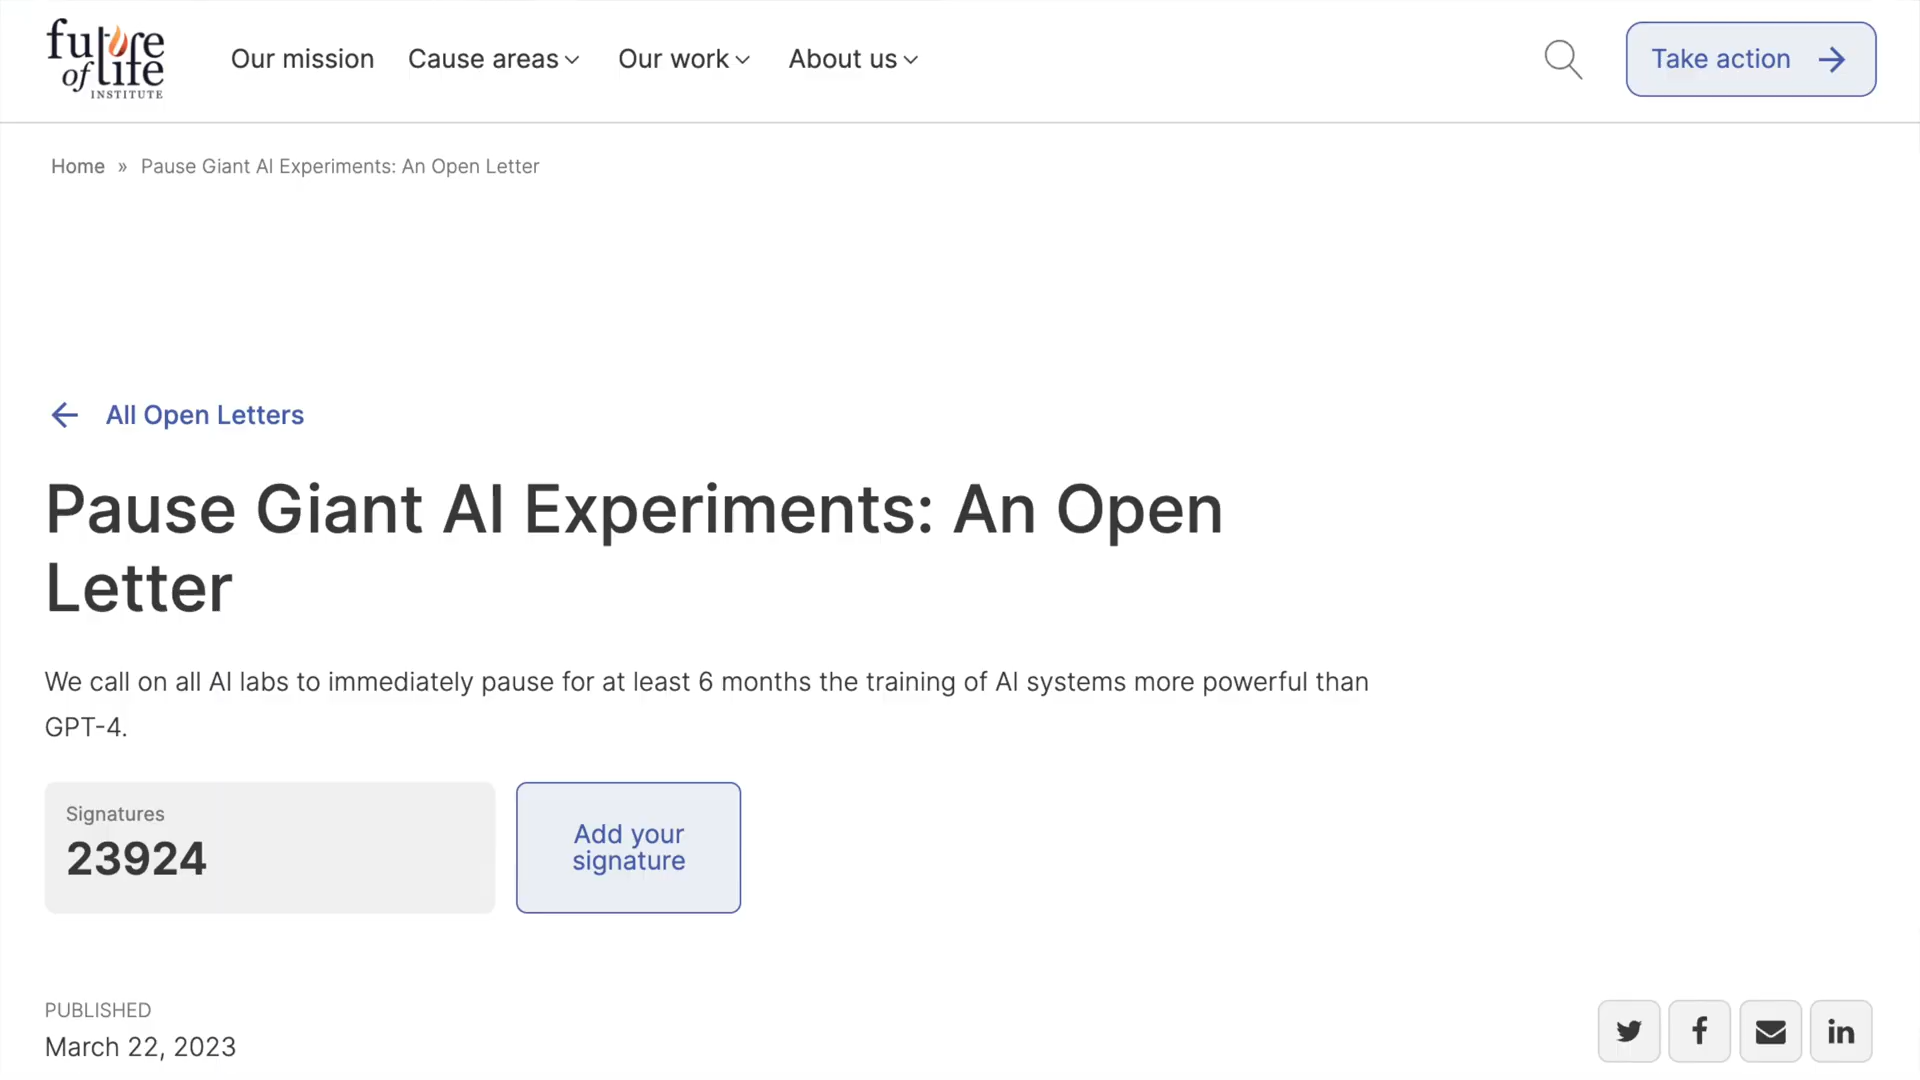 future
of life
INSTITUTE
Our mission
Cause areas
Our work
About us
Take action
Home » Pause Giant AI Experiments: An Open Letter
All Open Letters
Pause Giant AI Experiments: An Open
Letter
We call on all AI labs to immediately pause for at least 6 months the training of AI systems more powerful than
GPT-4.
Signatures
23924
Add your
signature
PUBLISHED
March 22, 2023